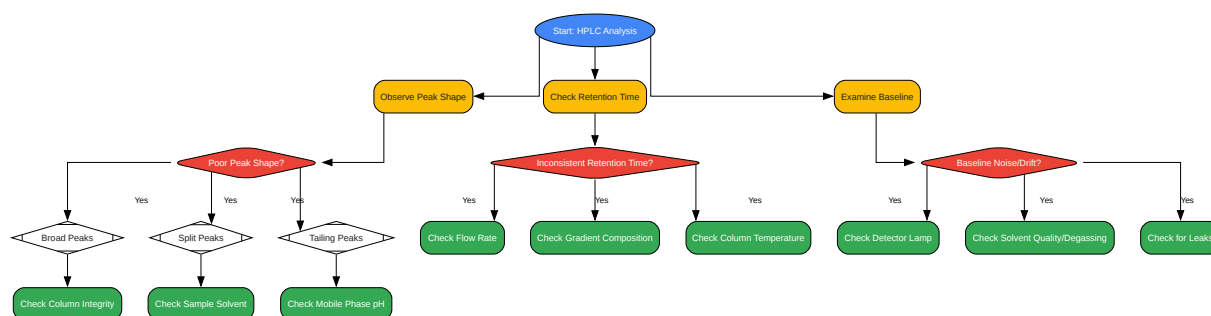 Start: HPLC Analysis
Observe Peak Shape
Check Retention Time
Examine Baseline
Poor Peak Shape?
Inconsistent Retention Time?
Baseline Noise/Drift?
Yes
Yes
Yes
Yes
Yes
Yes
Yes
Yes
Yes
Broad Peaks
Split Peaks
Tailing Peaks
Check Flow Rate
Check Gradient Composition
Check Column Temperature
Check Detector Lamp
Check Solvent Quality/Degassing
Check for Leaks
Check Column Integrity
Check Sample Solvent
Check Mobile Phase pH